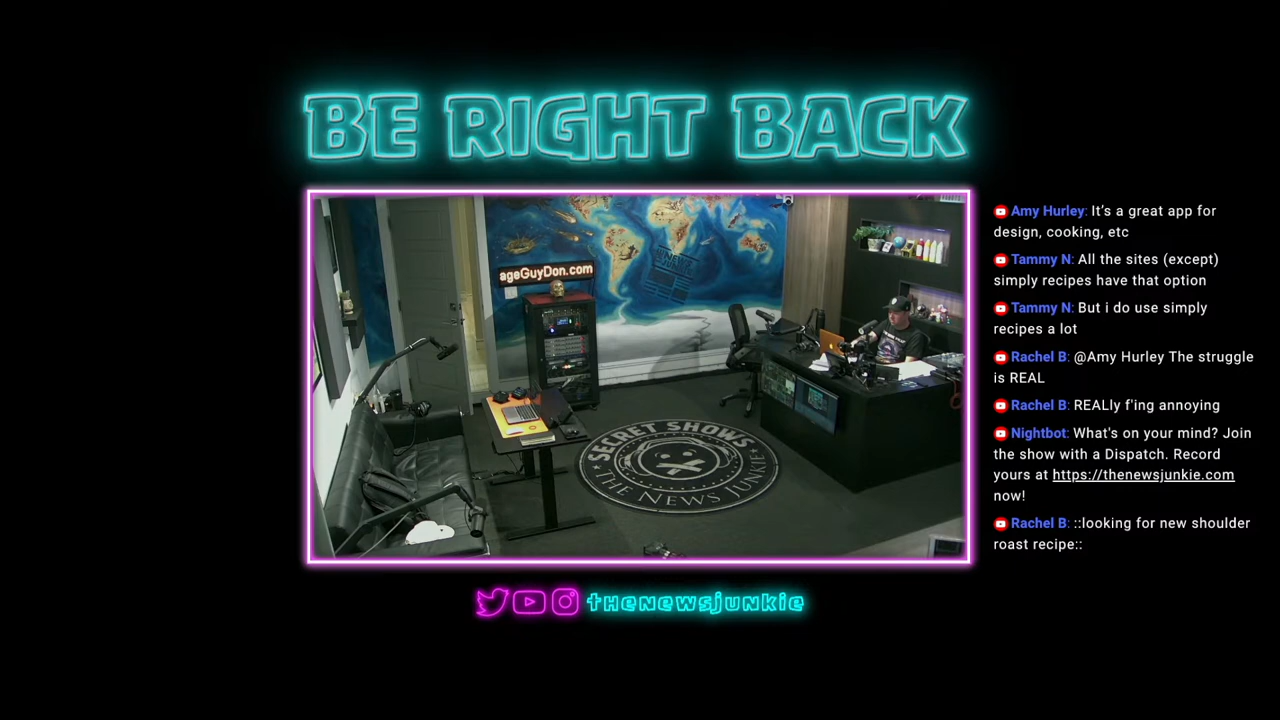 BE RIGHT BACK
ageGuyDon.com
SECRET SHOWS
THE NEWS JUNKIE
thenewsjunkie
Amy Hurley: It’s a great app for
design, cooking, etc
Tammy N: All the sites (except)
simply recipes have that option
Tammy N: But i do use simply
recipes a lot
Rachel B: @Amy Hurley The struggle
is REAL
Rachel B: REALly f'ing annoying
Nightbot: What's on your mind? Join
the show with a Dispatch. Record
yours at https://thenewsjunkie.com
now!
Rachel B: ::looking for new shoulder
roast recipe::